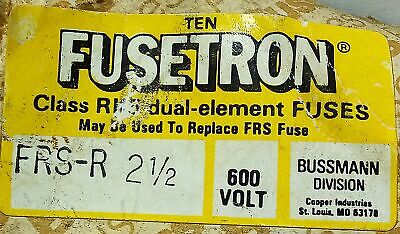 TEN
FUSETRON®
Class RK5 dual-element FUSES
May Be Used To Replace FRS Fuse
FRS-R 2½
600
VOLT
BUSSMANN
DIVISION
Cooper Industries
St. Louis, MO 63178